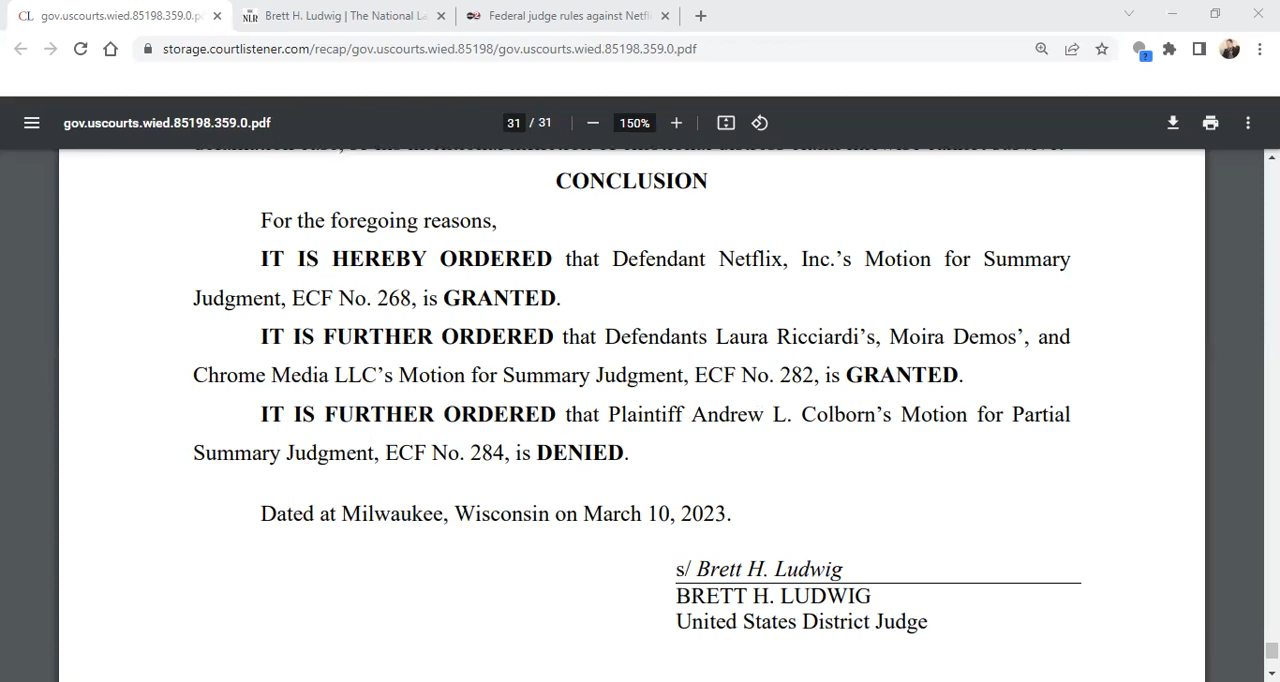 gov.uscourts.wied.85198.359.0.p
Brett H. Ludwig | The National L
Federal judge rules against Netfl
storage.courtlistener.com/recap/gov.uscourts.wied.85198/gov.uscourts.wied.85198.359.0.pdf
gov.uscourts.wied.85198.359.0.pdf
31 / 31
150%
CONCLUSION
For the foregoing reasons,
IT IS HEREBY ORDERED that Defendant Netflix, Inc.'s Motion for Summary
Judgment, ECF No. 268, is GRANTED.
IT IS FURTHER ORDERED that Defendants Laura Ricciardi's, Moira Demos', and
Chrome Media LLC's Motion for Summary Judgment, ECF No. 282, is GRANTED.
IT IS FURTHER ORDERED that Plaintiff Andrew L. Colborn's Motion for Partial
Summary Judgment, ECF No. 284, is DENIED.
Dated at Milwaukee, Wisconsin on March 10, 2023.
s/ Brett H. Ludwig
BRETT H. LUDWIG
United States District Judge